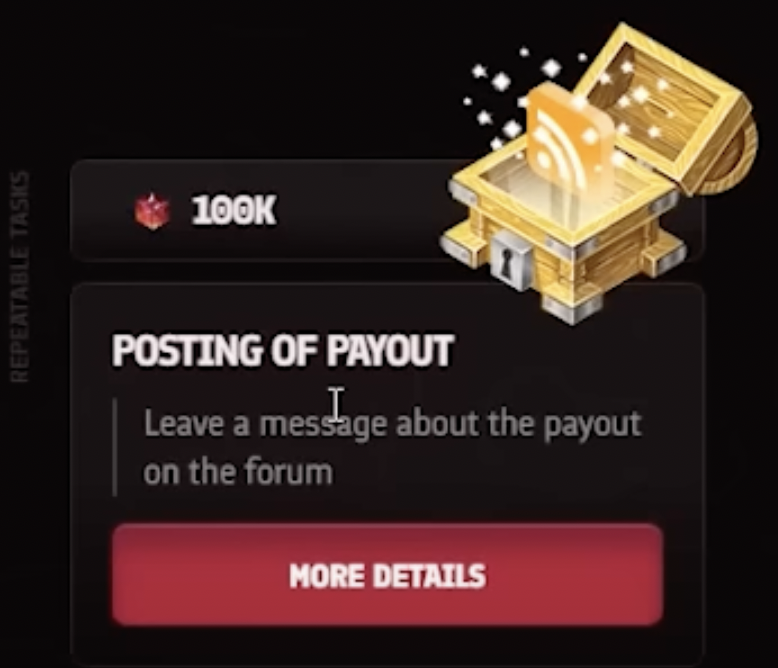 REPEATABLE TASKS
100K
POSTING OF PAYOUT
Leave a message about the payout
on the forum
MORE DETAILS